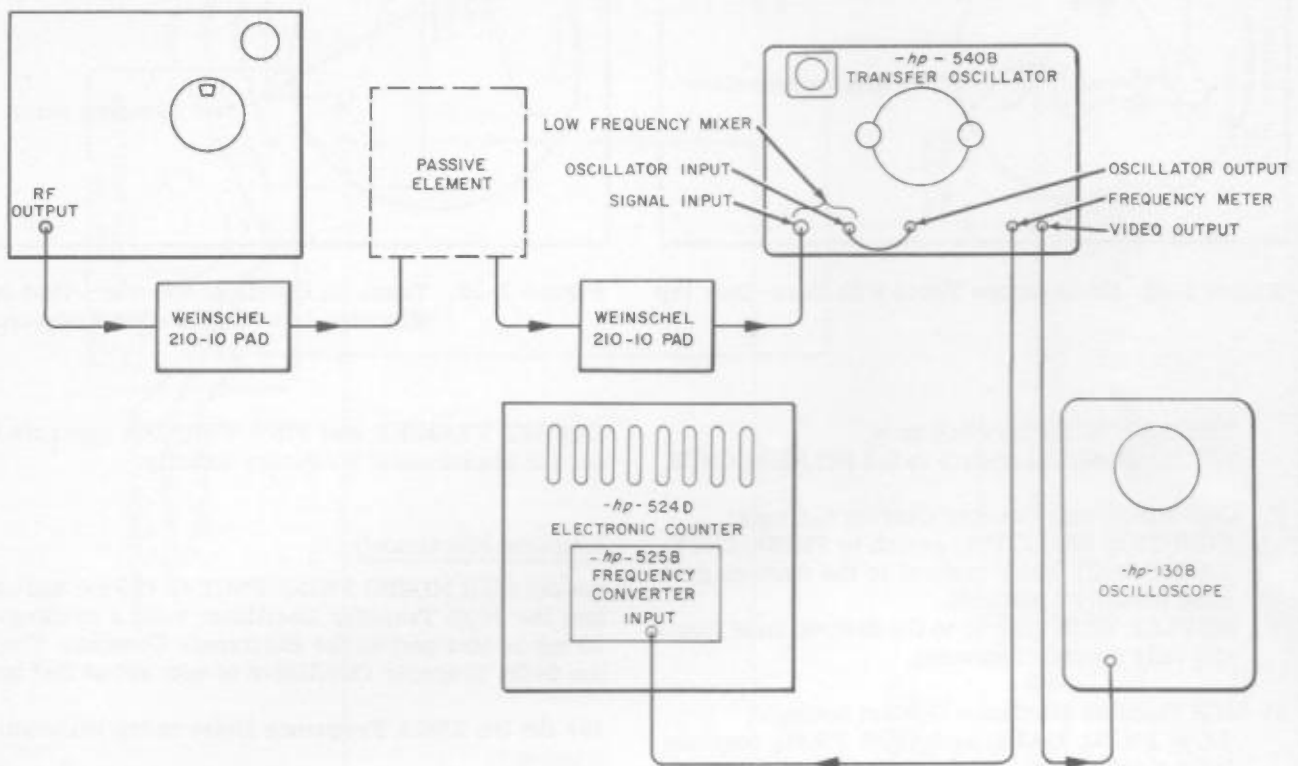 -hp- 540B
TRANSFER OSCILLATOR
LOW FREQUENCY MIXER
OSCILLATOR INPUT
SIGNAL INPUT
OSCILLATOR OUTPUT
FREQUENCY METER
VIDEO OUTPUT
RF
OUTPUT
PASSIVE
ELEMENT
WEINSCHEL
210-10 PAD
WEINSCHEL
210-10 PAD
-hp- 524D
ELECTRONIC COUNTER
-hp- 525B
FREQUENCY
CONVERTER
INPUT
-hp- 130B
OSCILLOSCOPE